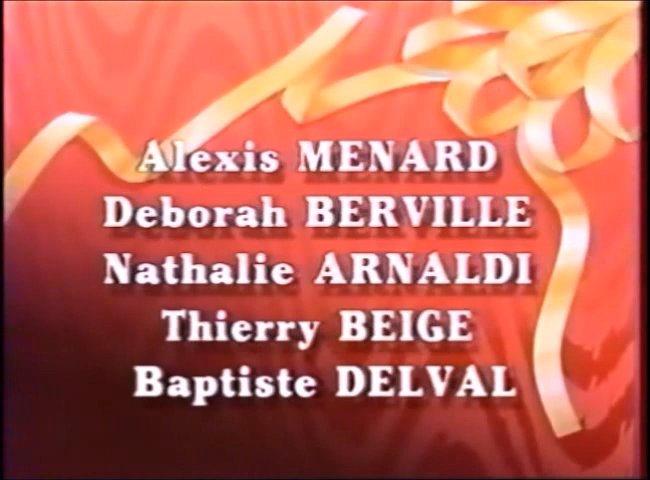 Alexis MENARD
Deborah BERVILLE
Nathalie ARNALDI
Thierry BEIGE
Baptiste DELVAL